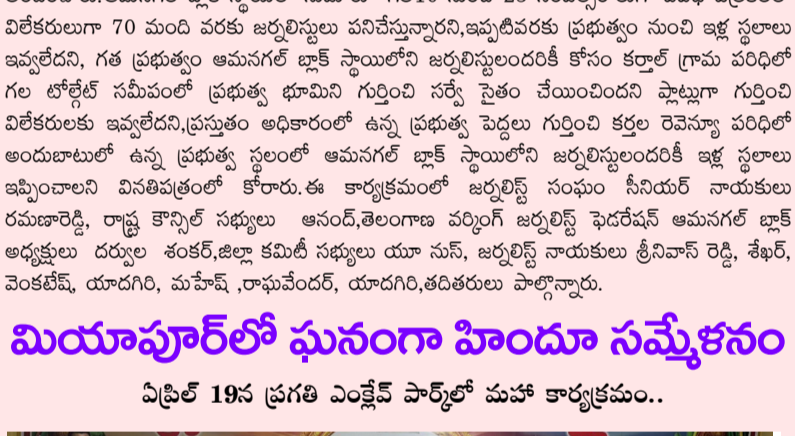 విలేకరులుగా 70 మంది వరకు జర్నలిస్టులు పనిచేస్తున్నారని,ఇప్పటివరకు ప్రభుత్వం నుంచి ఇళ్ల స్థలాలు
ఇవ్వలేదని, గత ప్రభుత్వం ఆమనగల్ బ్లాక్ స్థాయిలోని జర్నలిస్టులందరికీ కోసం కర్తాల్ గ్రామ పరిధిలో
గల టోల్గేట్ సమీపంలో ప్రభుత్వ భూమిని గుర్తించి సర్వే సైతం చేయించిందని ప్లాట్లుగా గుర్తించి
విలేకరులకు ఇవ్వలేదని,ప్రస్తుతం అధికారంలో ఉన్న ప్రభుత్వ పెద్దలు గుర్తించి కర్తల రెవెన్యూ పరిధిలో
అందుబాటులో ఉన్న ప్రభుత్వ స్థలంలో ఆమనగల్ బ్లాక్ స్థాయిలోని జర్నలిస్టులందరికీ ఇళ్ల స్థలాలు
ఇప్పించాలని వినతిపత్రంలో కోరారు.ఈ కార్యక్రమంలో జర్నలిస్ట్ సంఘం సీనియర్ నాయకులు
రమణారెడ్డి, రాష్ట్ర కౌన్సిల్ సభ్యులు ఆనంద్,తెలంగాణ వర్కింగ్ జర్నలిస్ట్ ఫెడరేషన్ ఆమనగల్ బ్లాక్
అధ్యక్షులు దర్వుల శంకర్,జిల్లా కమిటీ సభ్యులు యూ నుస్, జర్నలిస్ట్ నాయకులు శ్రీనివాస్ రెడ్డి, శేఖర్,
వెంకటేష్, యాదగిరి, మహేష్ ,రాఘవేందర్, యాదగిరి,తదితరులు పాల్గొన్నారు.
మియాపూర్‌లో ఘనంగా హిందూ సమ్మేళనం
ఏప్రిల్ 19న ప్రగతి ఎంక్లేవ్ పార్క్‌లో మహా కార్యక్రమం..